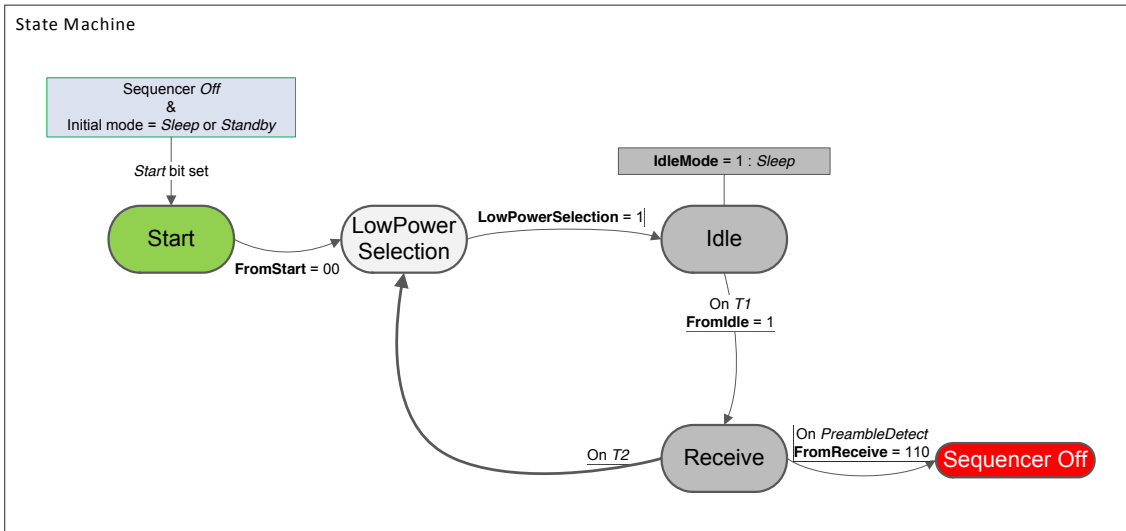 State Machine
Sequencer Off
&
Initial mode = Sleep or Standby
Start bit set
IdleMode = 1 : Sleep
Start
LowPower
Selection
LowPowerSelection = 1
Idle
FromStart = 00
On T1
FromIdle = 1
On T2
Receive
On PreambleDetect
FromReceive = 110
Sequencer Off